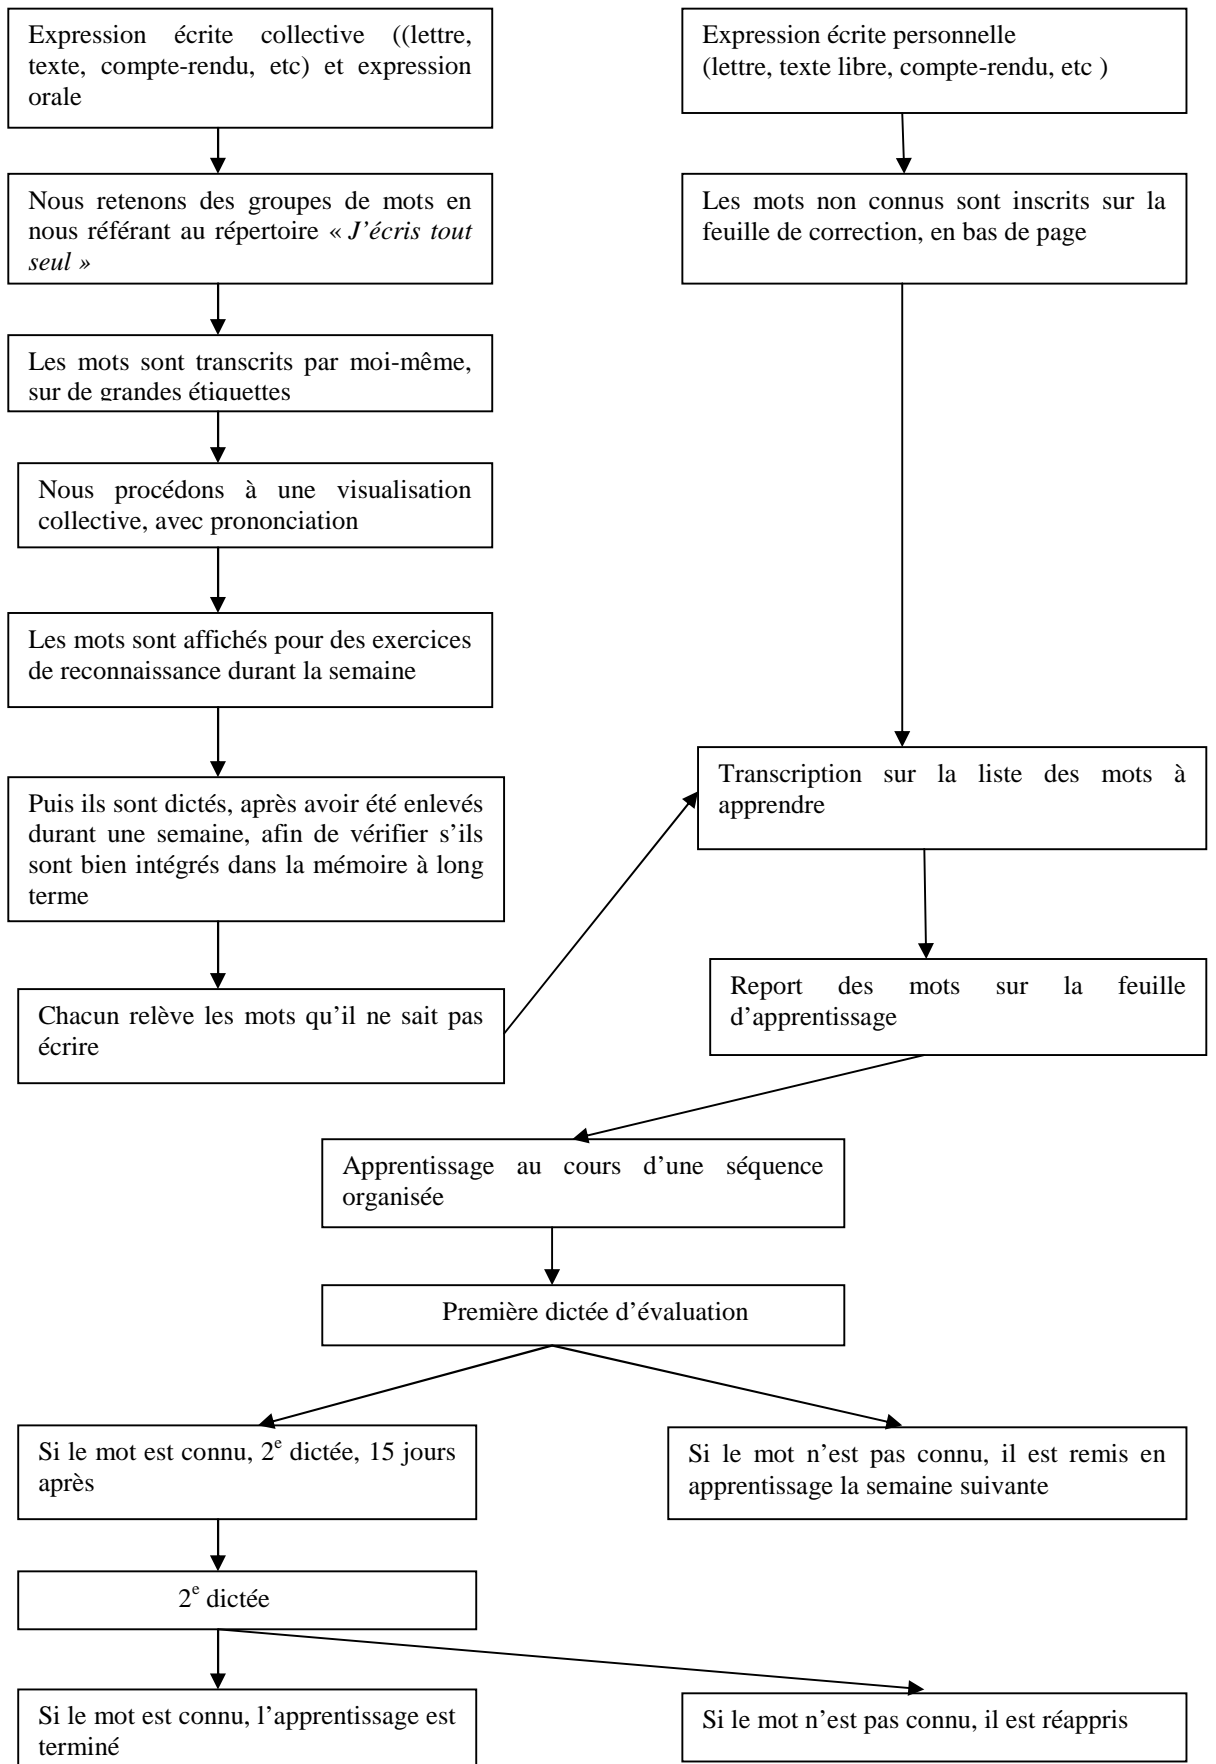 Expression écrite collective ((lettre,
texte, compte-rendu, etc) et expression
orale
Expression écrite personnelle
(lettre, texte libre, compte-rendu, etc )
Nous retenons des groupes de mots en
nous référant au répertoire « J’écris tout
seul »
Les mots non connus sont inscrits sur la
feuille de correction, en bas de page
Les mots sont transcrits par moi-même,
sur de grandes étiquettes
Nous procédons à une visualisation
collective, avec prononciation
Les mots sont affichés pour des exercices
de reconnaissance durant la semaine
Puis ils sont dictés, après avoir été enlevés
durant une semaine, afin de vérifier s’ils
sont bien intégrés dans la mémoire à long
terme
Transcription sur la liste des mots à
apprendre
Chacun relève les mots qu’il ne sait pas
écrire
Report des mots sur la feuille
d’apprentissage
Apprentissage au cours d’une séquence
organisée
Première dictée d’évaluation
Si le mot est connu, 2e dictée, 15 jours
après
Si le mot n’est pas connu, il est remis en
apprentissage la semaine suivante
2e dictée
Si le mot est connu, l’apprentissage est
terminé
Si le mot n’est pas connu, il est réappris